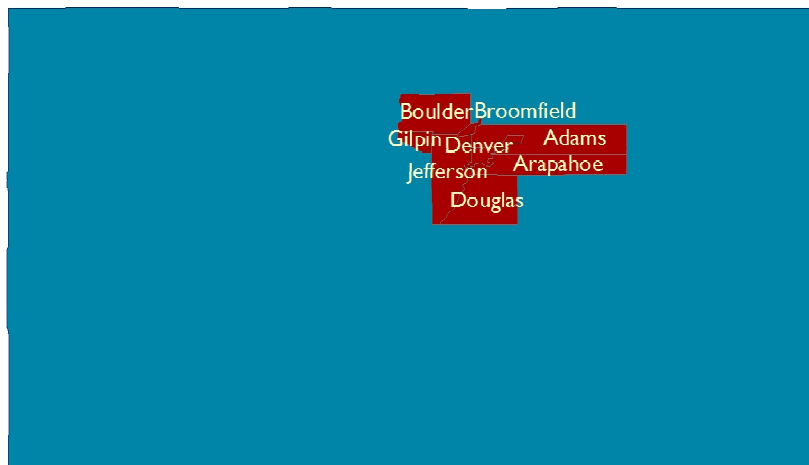 Boulder Broomfield
Gilpin Denver Adams
Jefferson Arapahoe
Douglas